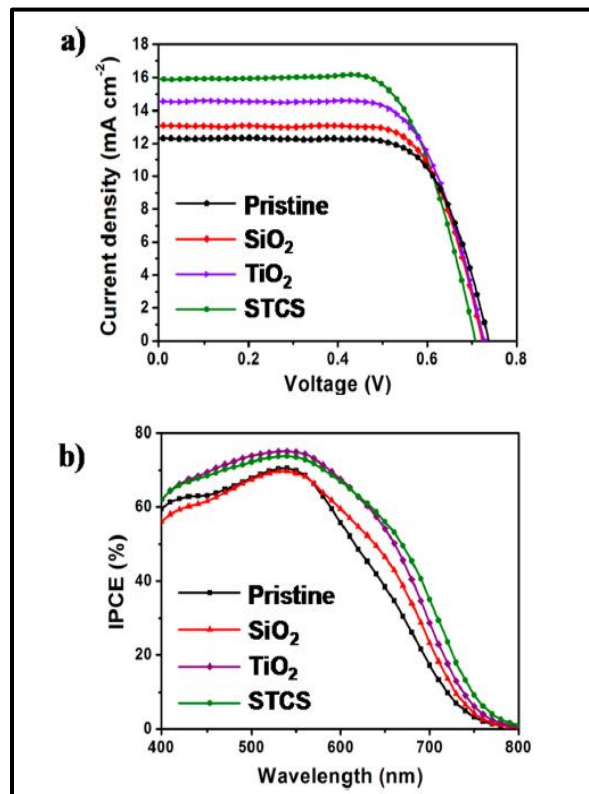 a)
18
16
14
12
10
8
6
4
2
0
Current density (mA cm⁻²)
Pristine
SiO₂
TiO₂
STCS
0.0 0.2 0.4 0.6 0.8
Voltage (V)
b)
80
60
40
20
0
IPCE (%)
Pristine
SiO₂
TiO₂
STCS
400 500 600 700 800
Wavelength (nm)